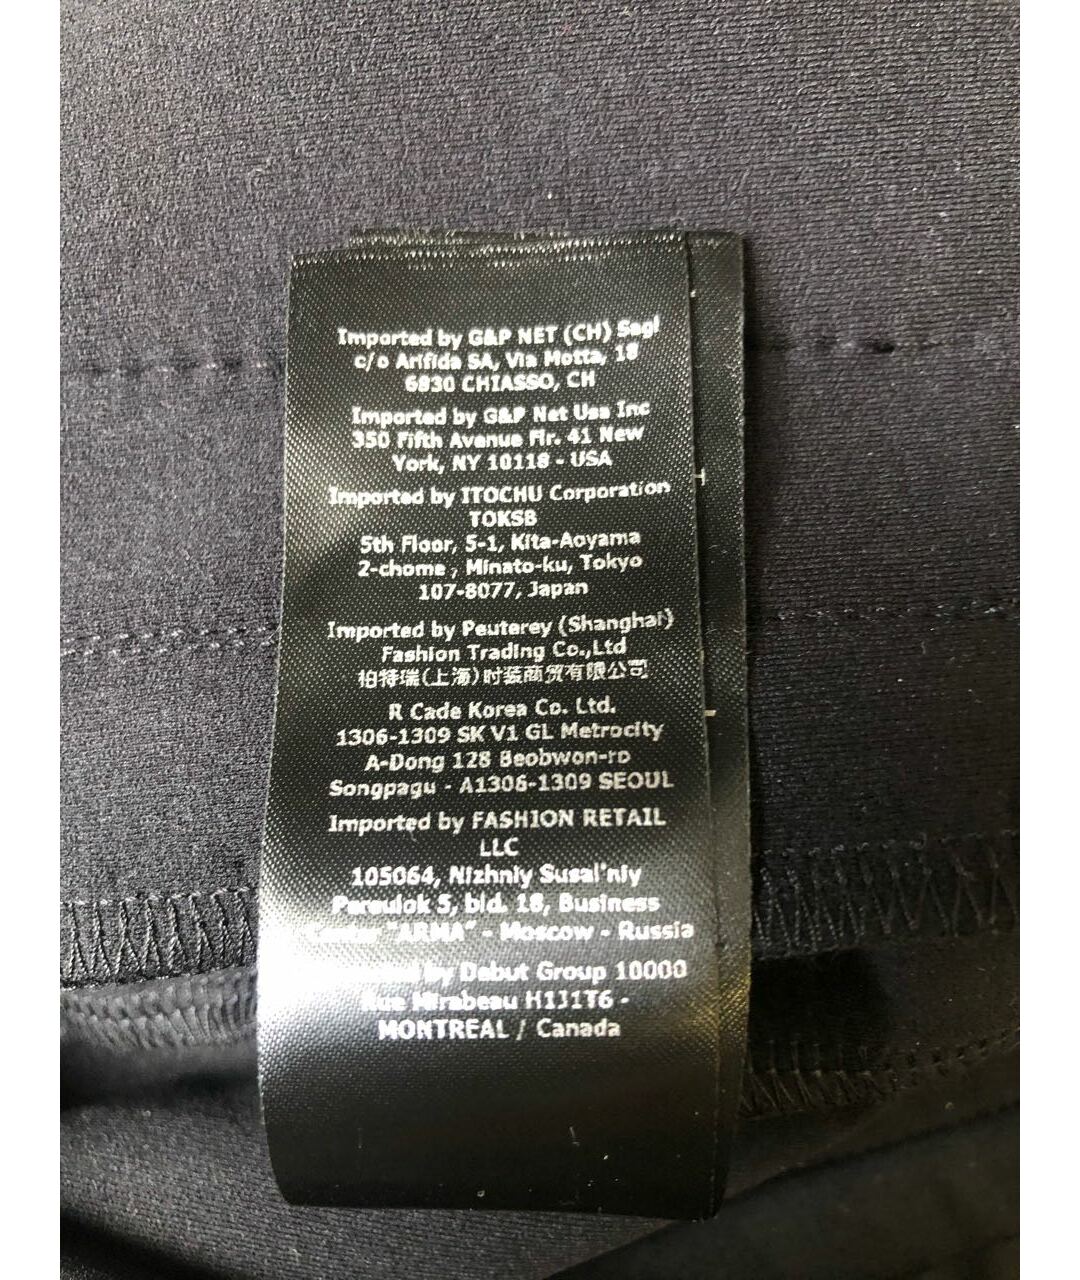 Imported by G&P NET (CH) Sagl
c/o Arifida SA, Via Motta, 18
6830 CHIASSO, CH
Imported by G&P Net Usa Inc
350 Fifth Avenue Flr. 41 New
York, NY 10118 - USA
Imported by ITOCHU Corporation
TOKSB
5th Floor, 5-1, Kita-Aoyama
2-chome , Minato-ku, Tokyo
107-8077, Japan
Imported by Peuterey (Shanghai)
Fashion Trading Co.,Ltd
柏特瑞(上海)时装商贸有限公司
R Cade Korea Co. Ltd.
1306-1309 SK V1 GL Metrocity
A-Dong 128 Beobwon-ro
Songpagu - A1306-1309 SEOUL
Imported by FASHION RETAIL
LLC
105064, Nizhniy Susal'niy
Pereulok 5, bld. 18, Business
Center "ARMA" - Moscow - Russia
by Debut Group 10000
Rue Mirabeau H1J1T6 -
MONTREAL / Canada